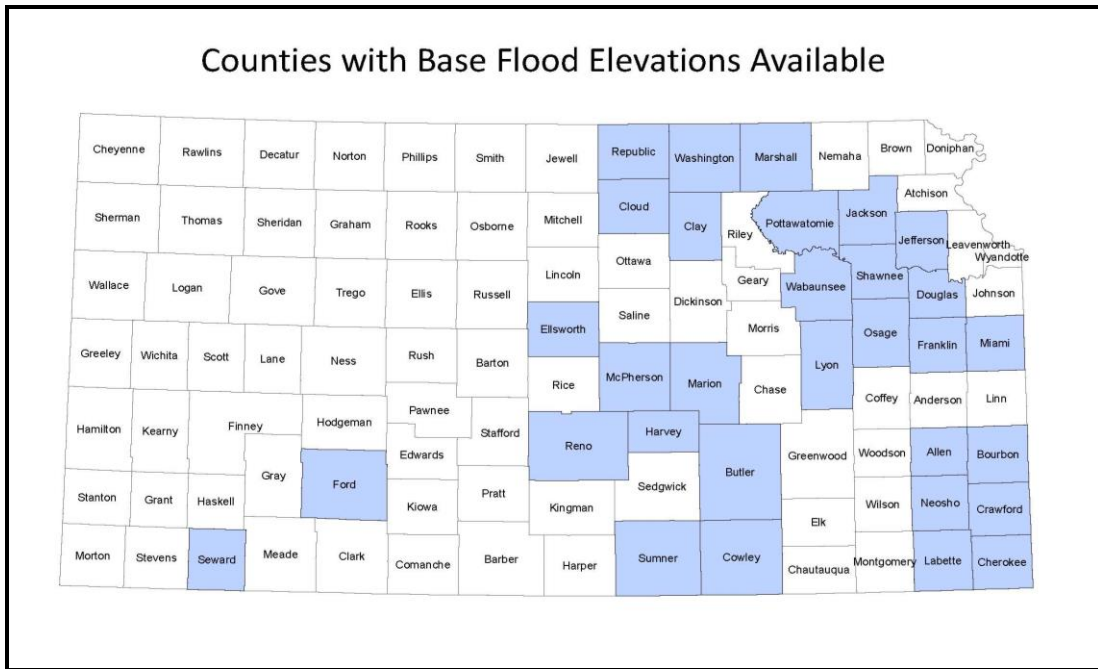 Counties with Base Flood Elevations Available
Cheyenne
Rawlins
Decatur
Norton
Phillips
Smith
Jewell
Republic
Washington
Marshall
Nemaha
Brown
Doniphan
Sherman
Thomas
Sheridan
Graham
Rooks
Osborne
Mitchell
Cloud
Clay
Riley
Pottawatomie
Jackson
Atchison
Jefferson
Leavenworth
Wyandotte
Wallace
Logan
Gove
Trego
Ellis
Russell
Lincoln
Ottawa
Dickinson
Geary
Wabaunsee
Shawnee
Douglas
Johnson
Ellsworth
Saline
Morris
Osage
Franklin
Miami
Greeley
Wichita
Scott
Lane
Ness
Rush
Barton
Rice
McPherson
Marion
Chase
Lyon
Coffey
Anderson
Linn
Hamilton
Kearny
Finney
Hodgeman
Pawnee
Stafford
Edwards
Reno
Harvey
Butler
Greenwood
Woodson
Allen
Bourbon
Gray
Ford
Stanton
Grant
Haskell
Kiowa
Pratt
Kingman
Sedgwick
Elk
Wilson
Neosho
Crawford
Morton
Stevens
Seward
Meade
Clark
Comanche
Barber
Harper
Sumner
Cowley
Chautauqua
Montgomery
Labette
Cherokee